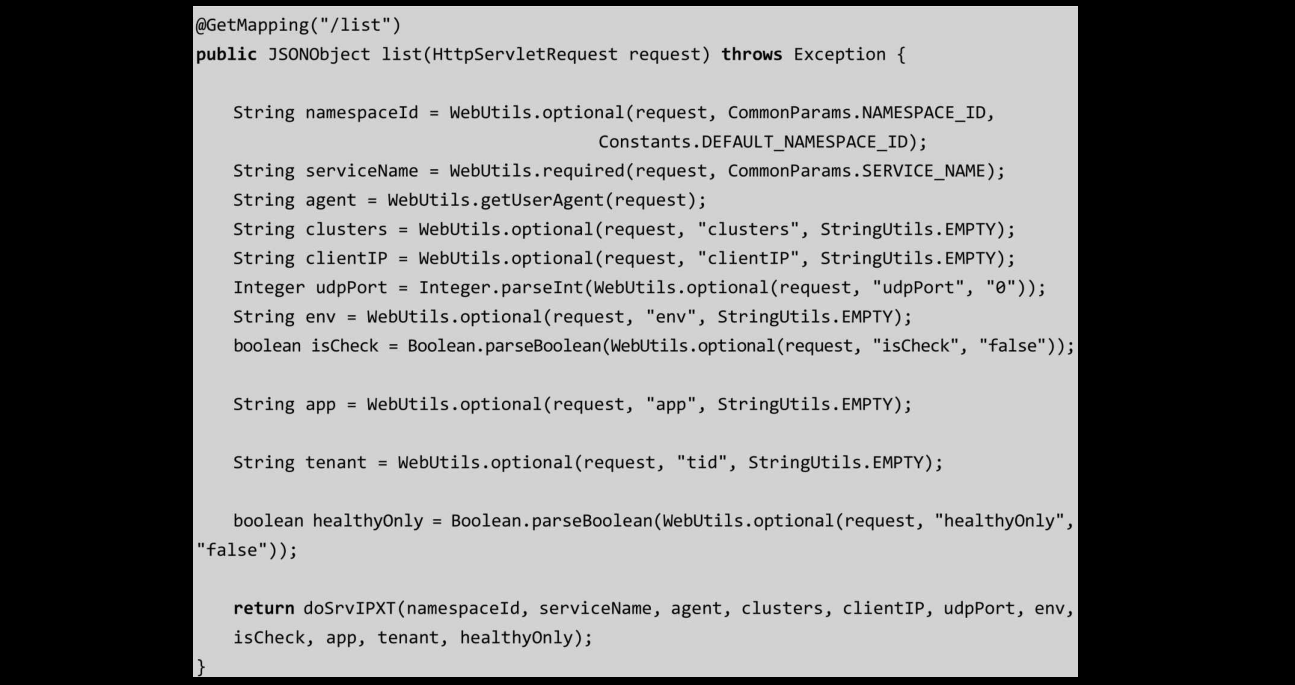 @GetMapping("/list")
public JSONObject list(HttpServletRequest request) throws Exception {
String namespaceId = WebUtils.optional(request, CommonParams.NAMESPACE_ID,
Constants.DEFAULT_NAMESPACE_ID);
String serviceName = WebUtils.required(request, CommonParams.SERVICE_NAME);
String agent = WebUtils.getUserAgent(request);
String clusters = WebUtils.optional(request, "clusters", StringUtils.EMPTY);
String clientIP = WebUtils.optional(request, "clientIP", StringUtils.EMPTY);
Integer udpPort = Integer.parseInt(WebUtils.optional(request, "udpPort", "0"));
String env = WebUtils.optional(request, "env", StringUtils.EMPTY);
boolean isCheck = Boolean.parseBoolean(WebUtils.optional(request, "isCheck", "false"));
String app = WebUtils.optional(request, "app", StringUtils.EMPTY);
String tenant = WebUtils.optional(request, "tid", StringUtils.EMPTY);
boolean healthyOnly = Boolean.parseBoolean(WebUtils.optional(request, "healthyOnly",
"false"));
return doSrvIPXT(namespaceId, serviceName, agent, clusters, clientIP, udpPort, env,
isCheck, app, tenant, healthyOnly);
}